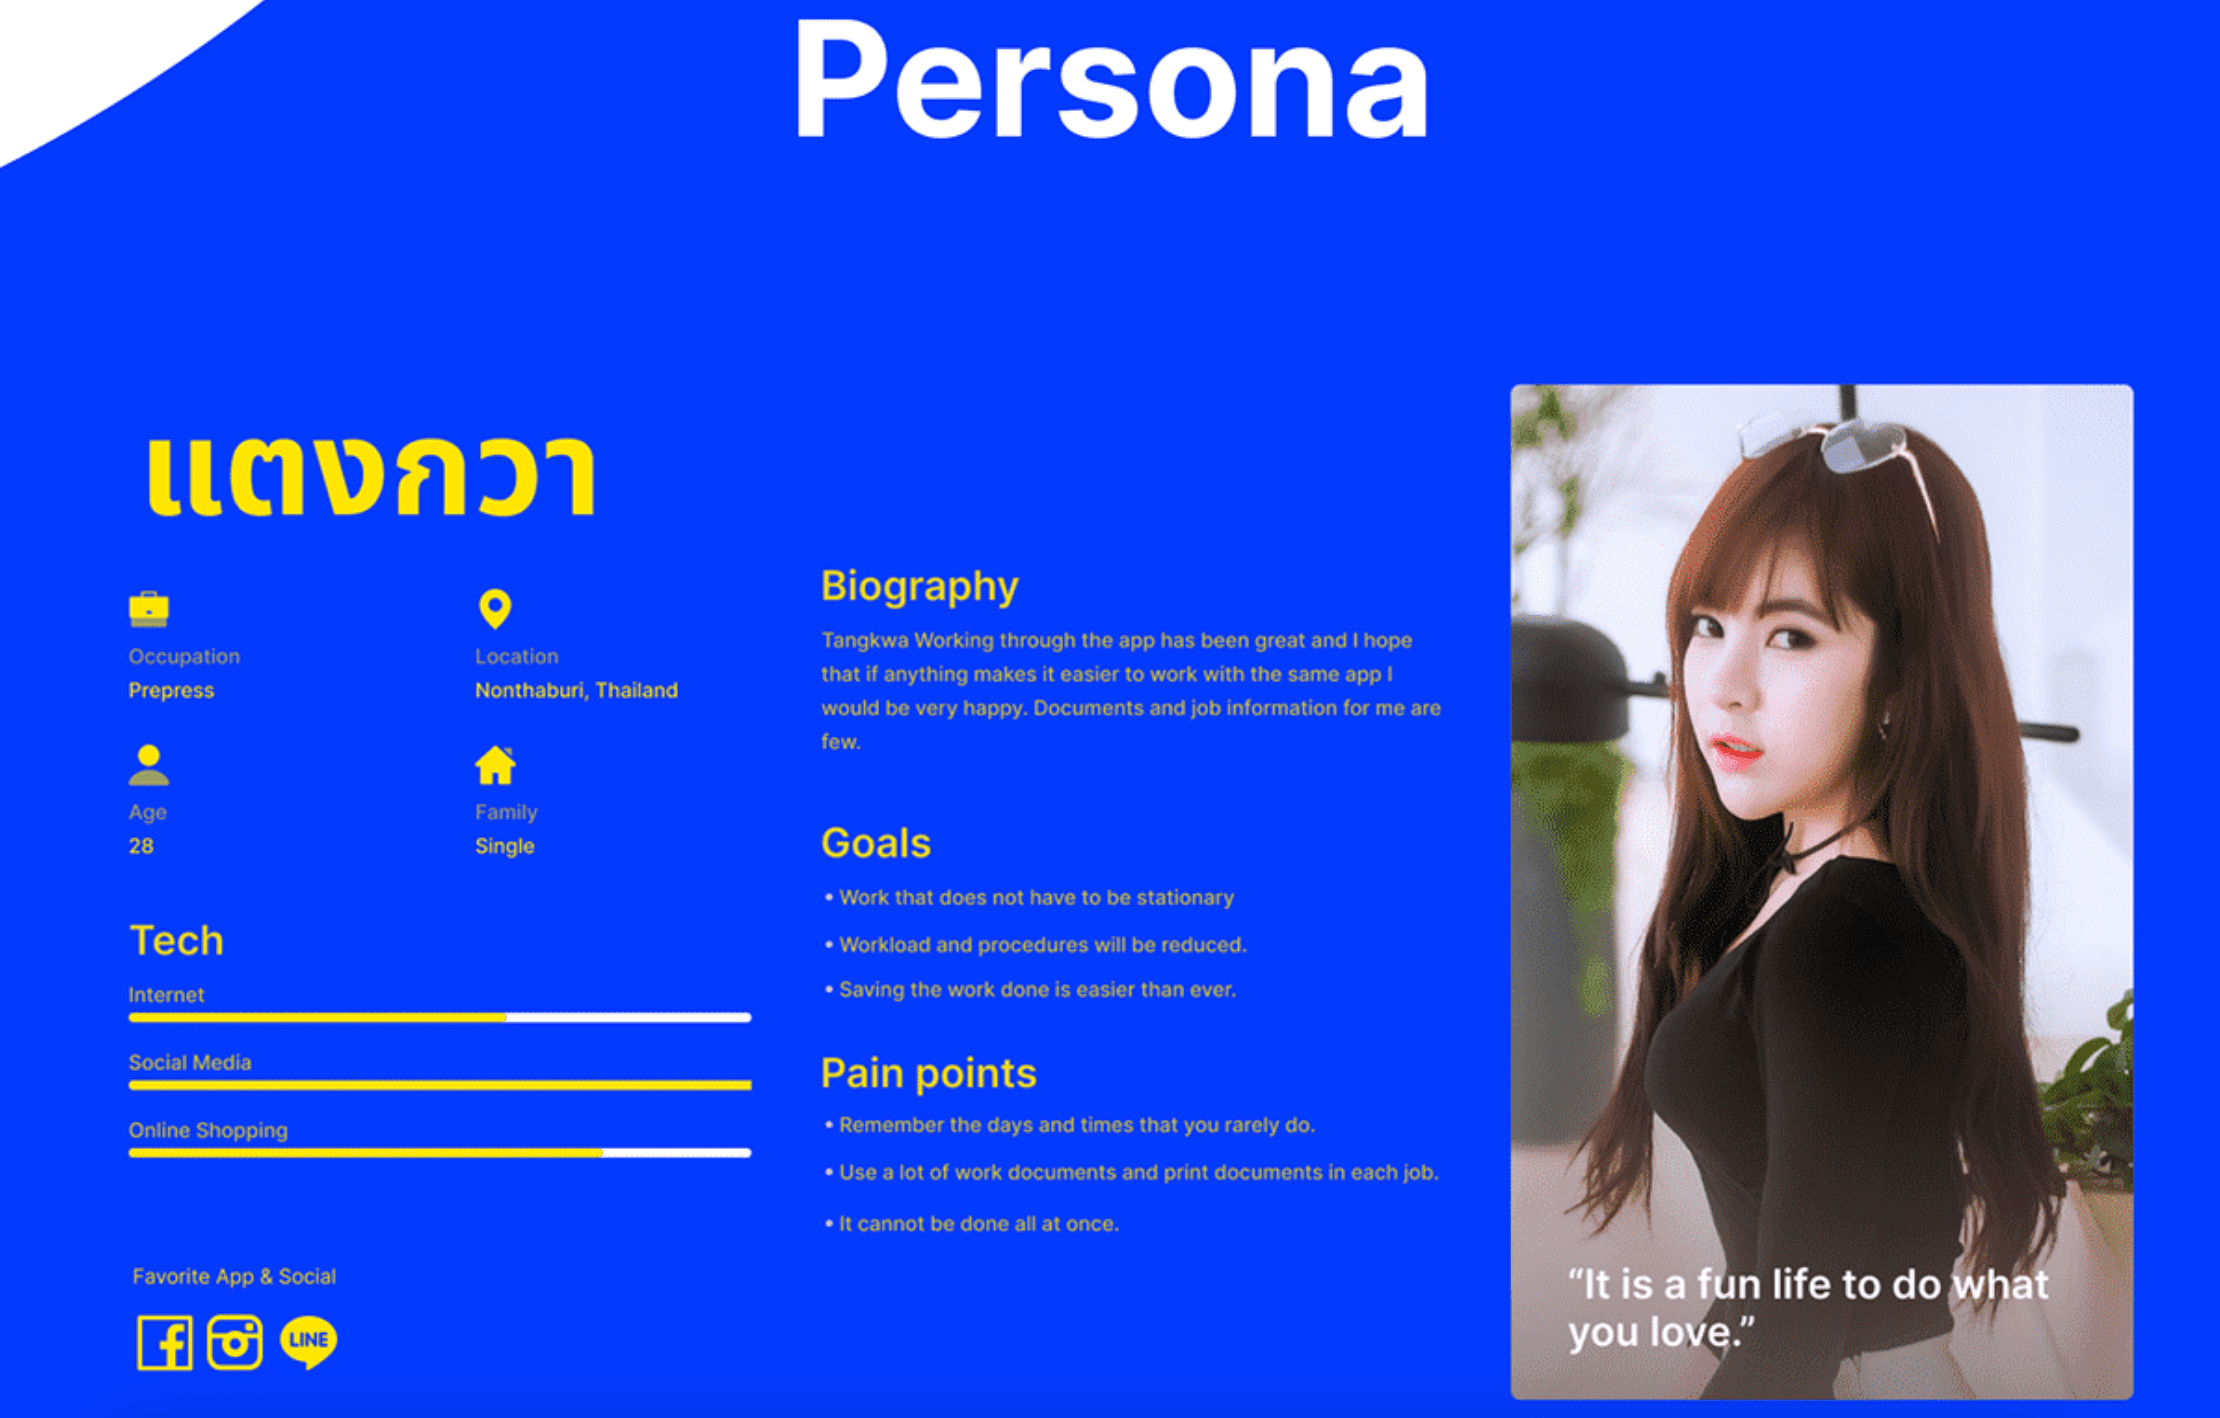 Persona
แตงกวา
Occupation
Prepress
Location
Nonthaburi, Thailand
Age
28
Family
Single
Tech
Internet
Social Media
Online Shopping
Favorite App & Social
LINE
Biography
Tangkwa Working through the app has been great and I hope
that if anything makes it easier to work with the same app I
would be very happy. Documents and job information for me are
few.
Goals
• Work that does not have to be stationary
• Workload and procedures will be reduced.
• Saving the work done is easier than ever.
Pain points
• Remember the days and times that you rarely do.
• Use a lot of work documents and print documents in each job.
• It cannot be done all at once.
“It is a fun life to do what
you love.”